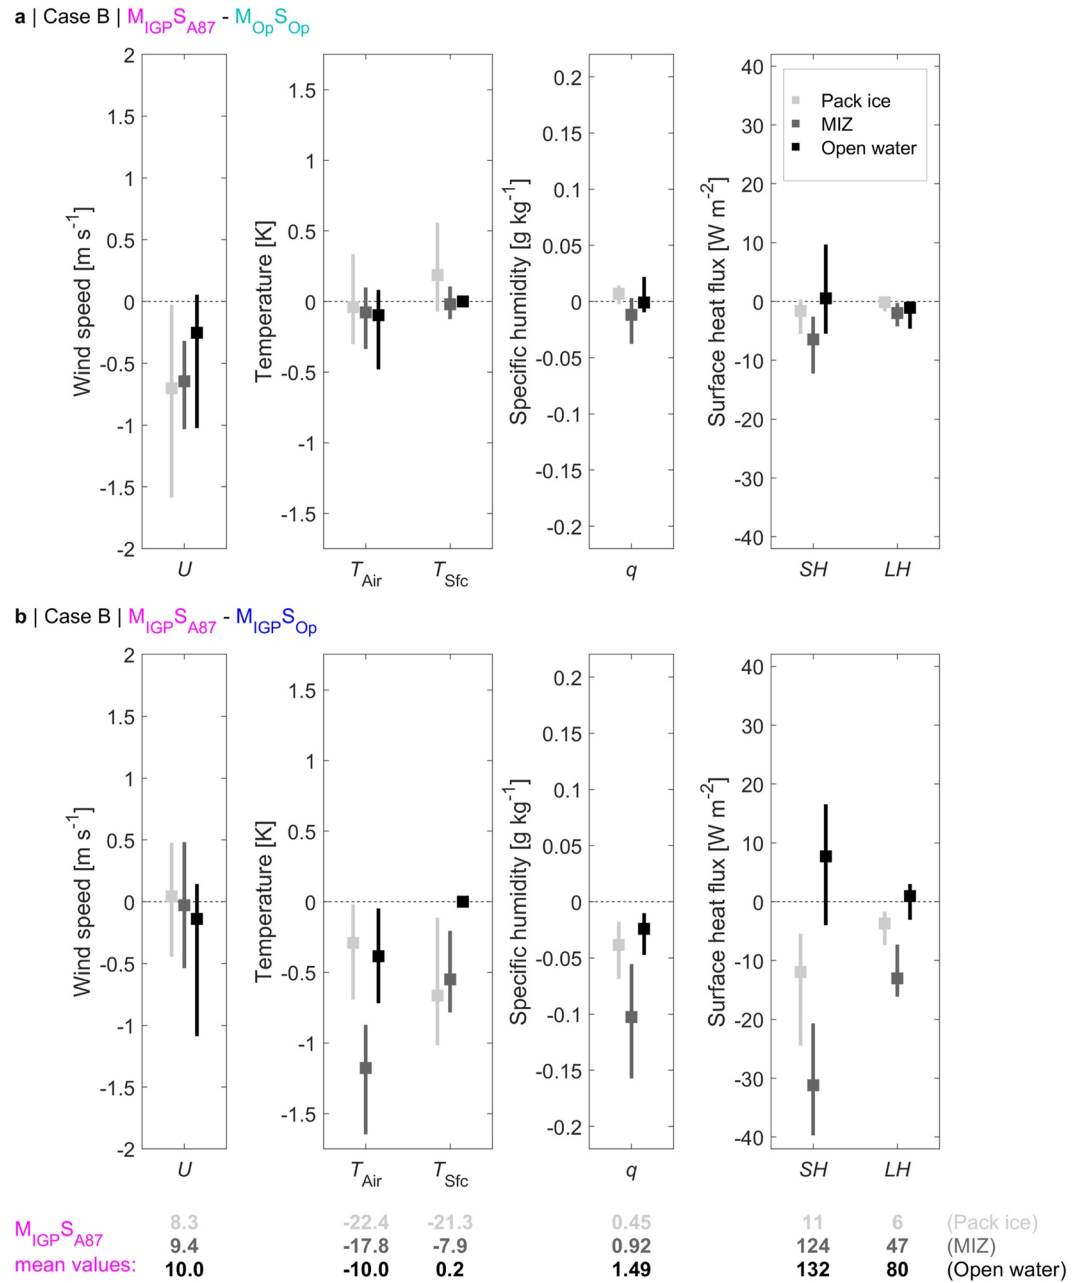 a | Case B | M_IGP S_A87 - M_Op S_Op
2
1.5
1
0.5
0
-0.5
-1
-1.5
-2
Wind speed [m s⁻¹]
U
1.5
1
0.5
0
-0.5
-1
-1.5
Temperature [K]
T_Air
T_Sfc
0.2
0.15
0.1
0.05
0
-0.05
-0.1
-0.15
-0.2
Specific humidity [g kg⁻¹]
q
40
30
20
10
0
-10
-20
-30
-40
Surface heat flux [W m⁻²]
SH
LH
Pack ice
MIZ
Open water
b | Case B | M_IGP S_A87 - M_IGP S_Op
2
1.5
1
0.5
0
-0.5
-1
-1.5
-2
Wind speed [m s⁻¹]
U
1.5
1
0.5
0
-0.5
-1
-1.5
Temperature [K]
T_Air
T_Sfc
0.2
0.15
0.1
0.05
0
-0.05
-0.1
-0.15
-0.2
Specific humidity [g kg⁻¹]
q
40
30
20
10
0
-10
-20
-30
-40
Surface heat flux [W m⁻²]
SH
LH
M_IGP S_A87
mean values:
8.3 -22.4 -21.3 0.45 11 6 (Pack ice)
9.4 -17.8 -7.9 0.92 124 47 (MIZ)
10.0 -10.0 0.2 1.49 132 80 (Open water)